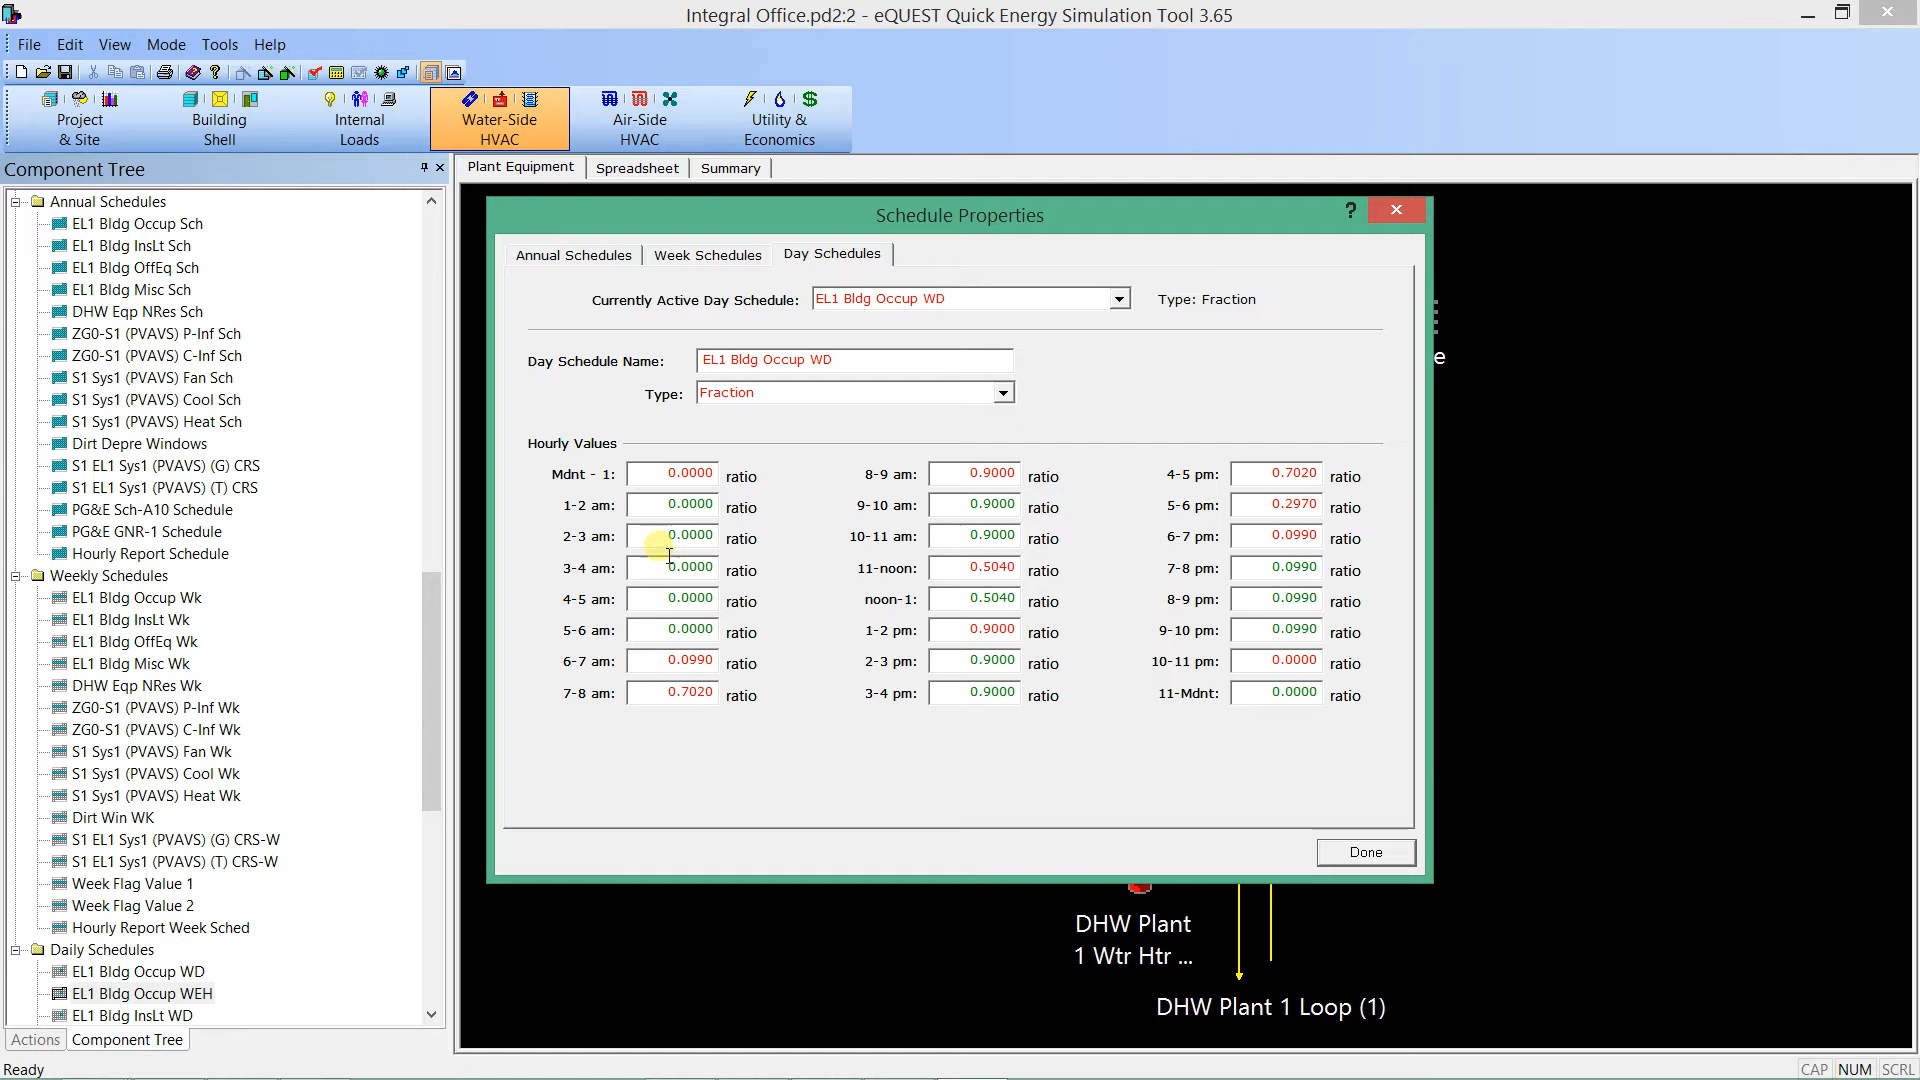 Integral Office.pd2:2 - eQUEST Quick Energy Simulation Tool 3.65
File Edit View Mode Tools Help
Project & Site
Building Shell
Internal Loads
Water-Side HVAC
Air-Side HVAC
Utility & Economics
Component Tree
Annual Schedules
EL1 Bldg Occup Sch
EL1 Bldg InsLt Sch
EL1 Bldg OffEq Sch
EL1 Bldg Misc Sch
DHW Eqp NRes Sch
ZG0-S1 (PVAVS) P-Inf Sch
ZG0-S1 (PVAVS) C-Inf Sch
S1 Sys1 (PVAVS) Fan Sch
S1 Sys1 (PVAVS) Cool Sch
S1 Sys1 (PVAVS) Heat Sch
Dirt Depre Windows
S1 EL1 Sys1 (PVAVS) (G) CRS
S1 EL1 Sys1 (PVAVS) (T) CRS
PG&E Sch-A10 Schedule
PG&E GNR-1 Schedule
Hourly Report Schedule
Weekly Schedules
EL1 Bldg Occup Wk
EL1 Bldg InsLt Wk
EL1 Bldg OffEq Wk
EL1 Bldg Misc Wk
DHW Eqp NRes Wk
ZG0-S1 (PVAVS) P-Inf Wk
ZG0-S1 (PVAVS) C-Inf Wk
S1 Sys1 (PVAVS) Fan Wk
S1 Sys1 (PVAVS) Cool Wk
S1 Sys1 (PVAVS) Heat Wk
Dirt Win WK
S1 EL1 Sys1 (PVAVS) (G) CRS-W
S1 EL1 Sys1 (PVAVS) (T) CRS-W
Week Flag Value 1
Week Flag Value 2
Hourly Report Week Sched
Daily Schedules
EL1 Bldg Occup WD
EL1 Bldg Occup WEH
EL1 Bldg InsLt WD
Actions Component Tree
Plant Equipment Spreadsheet Summary
Schedule Properties
Annual Schedules Week Schedules Day Schedules
Currently Active Day Schedule: EL1 Bldg Occup WD Type: Fraction
Day Schedule Name: EL1 Bldg Occup WD
Type: Fraction
Hourly Values
Mdnt - 1: 0.0000 ratio 8-9 am: 0.9000 ratio 4-5 pm: 0.7020 ratio
1-2 am: 0.0000 ratio 9-10 am: 0.9000 ratio 5-6 pm: 0.2970 ratio
2-3 am: 0.0000 ratio 10-11 am: 0.9000 ratio 6-7 pm: 0.0990 ratio
3-4 am: 0.0000 ratio 11-noon: 0.5040 ratio 7-8 pm: 0.0990 ratio
4-5 am: 0.0000 ratio noon-1: 0.5040 ratio 8-9 pm: 0.0990 ratio
5-6 am: 0.0000 ratio 1-2 pm: 0.9000 ratio 9-10 pm: 0.0990 ratio
6-7 am: 0.0990 ratio 2-3 pm: 0.9000 ratio 10-11 pm: 0.0000 ratio
7-8 am: 0.7020 ratio 3-4 pm: 0.9000 ratio 11-Mdnt: 0.0000 ratio
Done
e
DHW Plant
1 Wtr Htr ...
DHW Plant 1 Loop (1)
Ready
CAP NUM SCRL